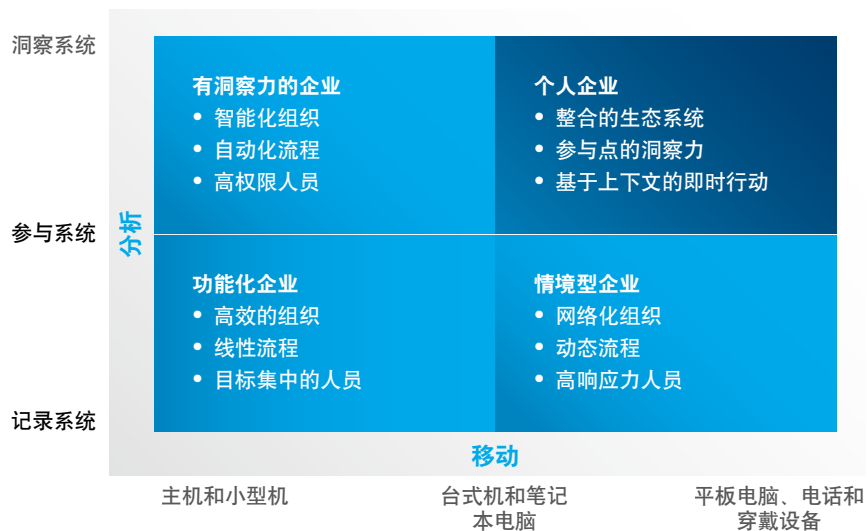 洞察系统
有洞察力的企业
• 智能化组织
• 自动化流程
• 高权限人员
个人企业
• 整合的生态系统
• 参与点的洞察力
• 基于上下文的即时行动
参与系统
分析
功能化企业
• 高效的组织
• 线性流程
• 目标集中的人员
情境型企业
• 网络化组织
• 动态流程
• 高响应力人员
记录系统
移动
主机和小型机
台式机和笔记
本电脑
平板电脑、电话和
穿戴设备